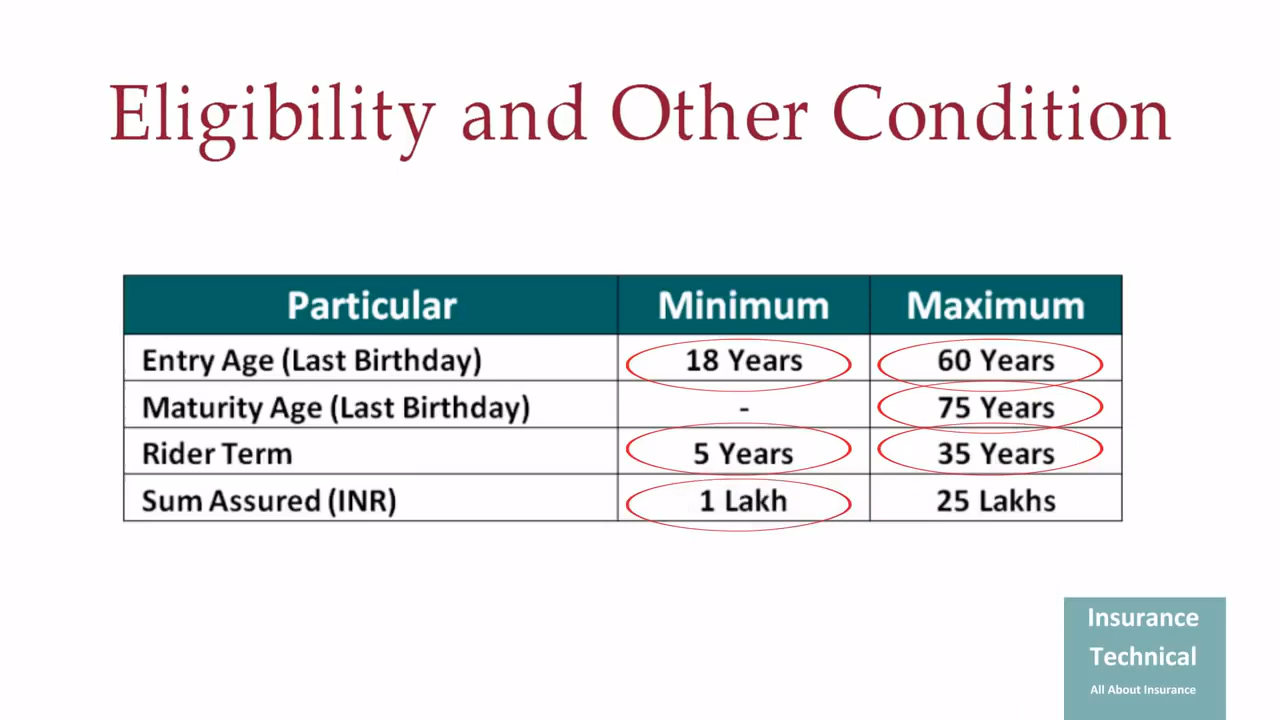 Eligibility and Other Condition
Particular Minimum Maximum
Entry Age (Last Birthday) 18 Years 60 Years
Maturity Age (Last Birthday) - 75 Years
Rider Term 5 Years 35 Years
Sum Assured (INR) 1 Lakh 25 Lakhs
Insurance
Technical
All About Insurance